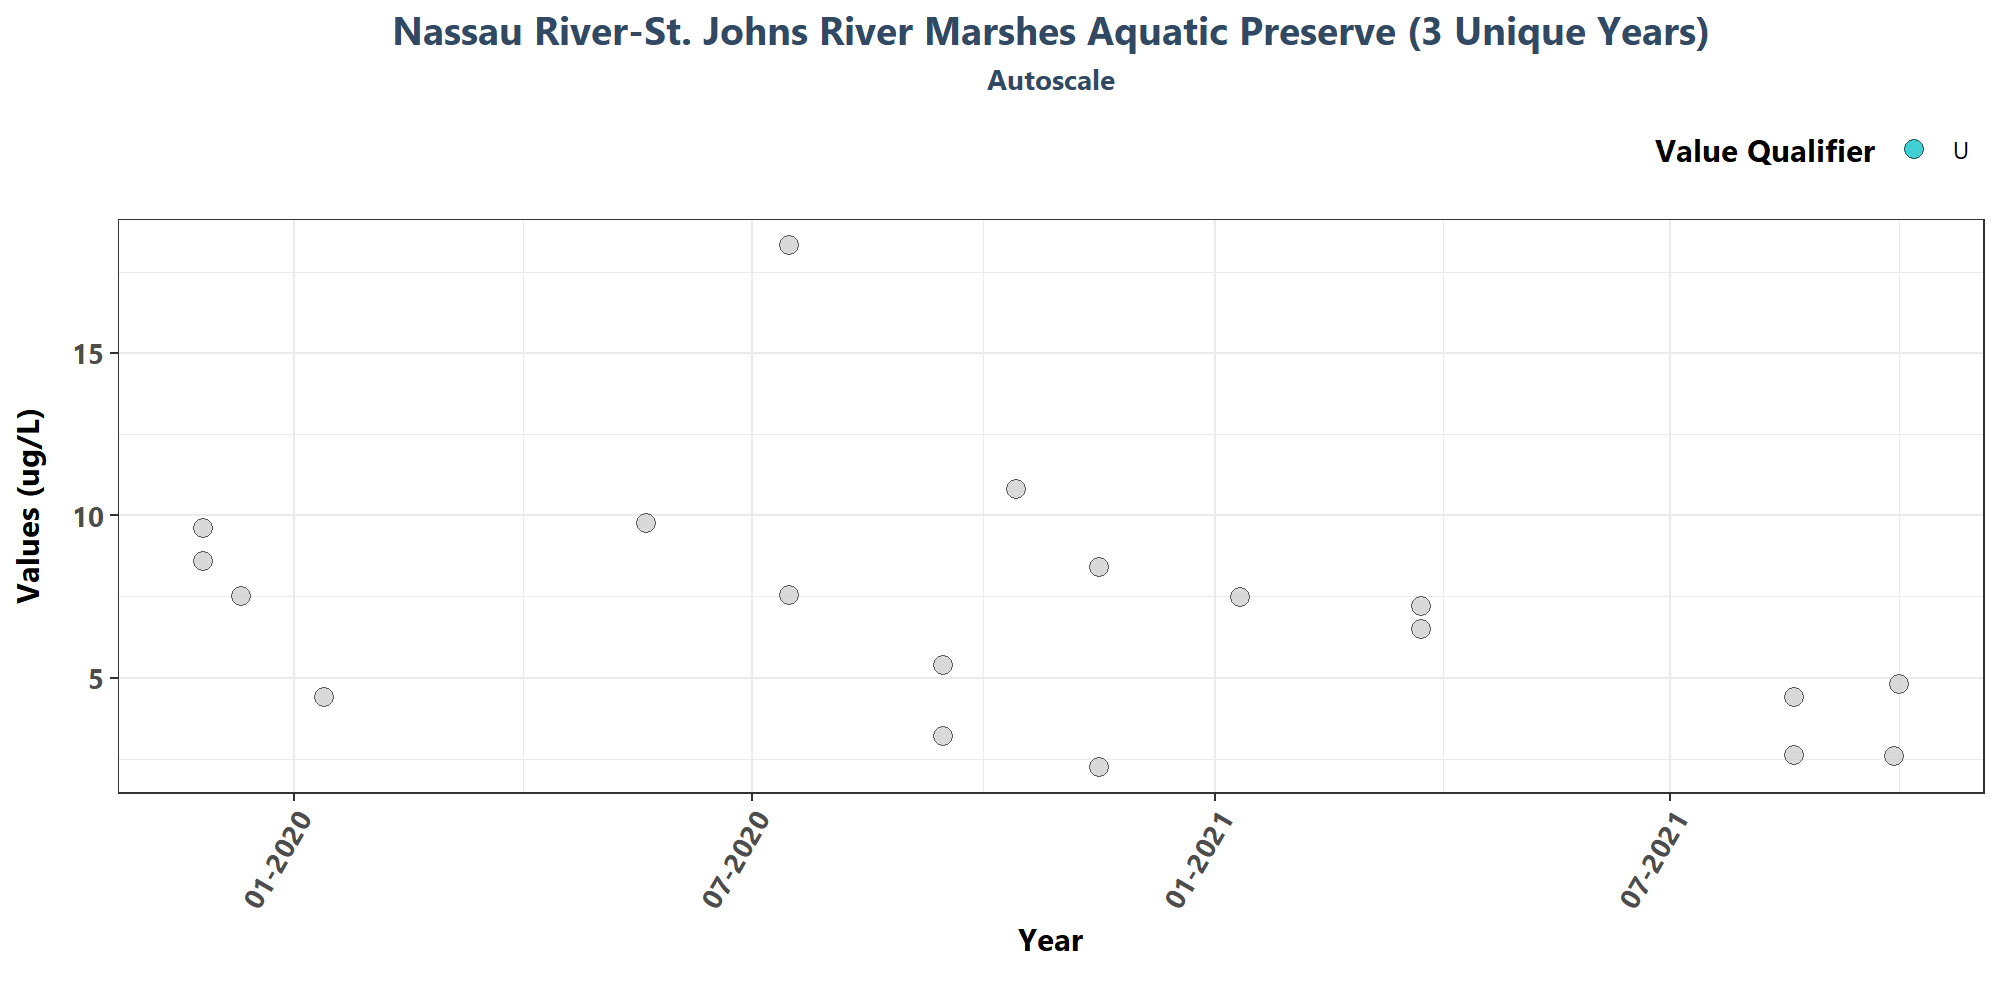 Nassau River-St. Johns River Marshes Aquatic Preserve (3 Unique Years)
Autoscale
Value Qualifier U
Values (ug/L)
15
10
5
01-2020 07-2020 01-2021 07-2021
Year